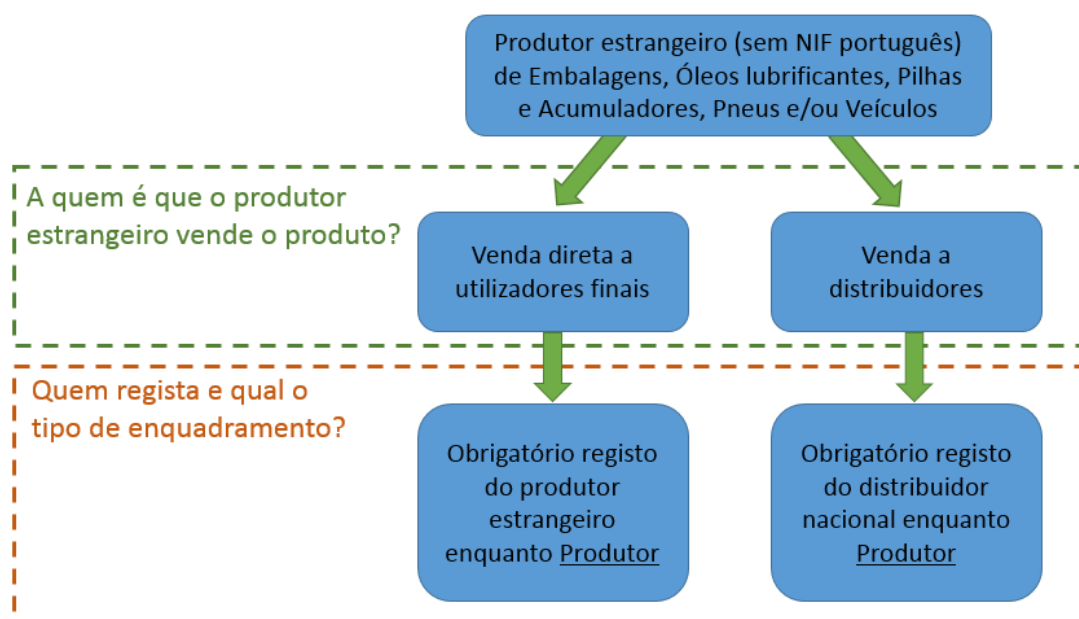 Produtor estrangeiro (sem NIF português)
de Embalagens, Óleos lubrificantes, Pilhas
e Acumuladores, Pneus e/ou Veículos
A quem é que o produtor
estrangeiro vende o produto?
Venda direta a
utilizadores finais
Venda a
distribuidores
Quem regista e qual o
tipo de enquadramento?
Obrigatório registo
do produtor
estrangeiro
enquanto Produtor
Obrigatório registo
do distribuidor
nacional enquanto
Produtor